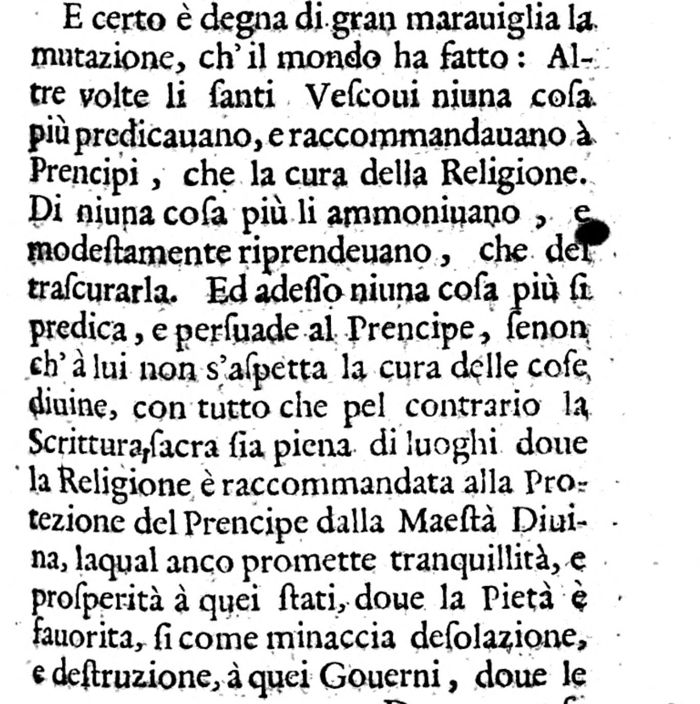 E certo è degna di gran marauiglia la
mutazione, ch' il mondo ha fatto: Al-
tre volte li ſanti Veſcoui niuna coſa
più predicauano, e raccommandauano à
Prencipi, che la cura della Religione.
Di niuna coſa più li ammoniuano, e
modeſtamente riprendeuano, che del
traſcurarla. Ed adeſſo niuna coſa più ſi
predica, e perſuade al Prencipe, ſenon
ch' à lui non s'aſpetta la cura delle coſe
diuine, con tutto che pel contrario la
Scrittura, ſacra ſia piena di luoghi doue
la Religione è raccommandata alla Pro-
tezione del Prencipe dalla Maeſtà Diui-
na, laqual anco promette tranquillità, e
proſperità à quei ſtati, doue la Pietà è
fauorita, ſi come minaccia deſolazione,
e deſtruzione, à quei Gouerni, doue le